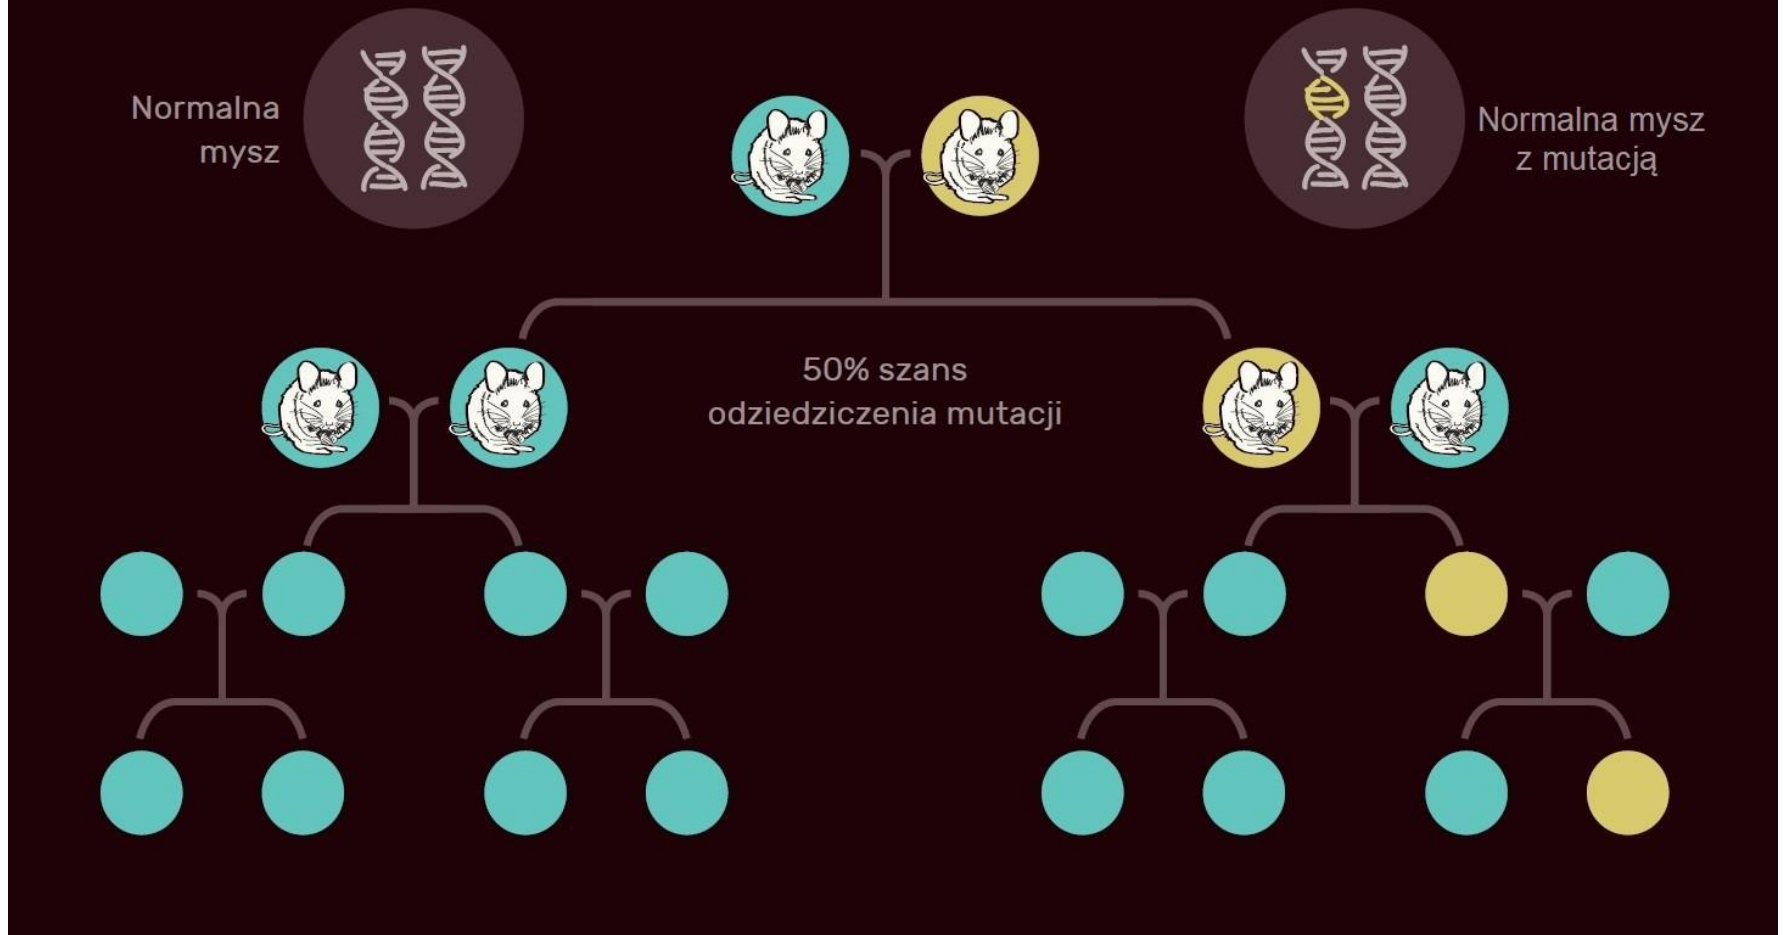 Normalna
mysz
Normalna mysz
z mutacją
50% szans
odziedziczenia mutacji